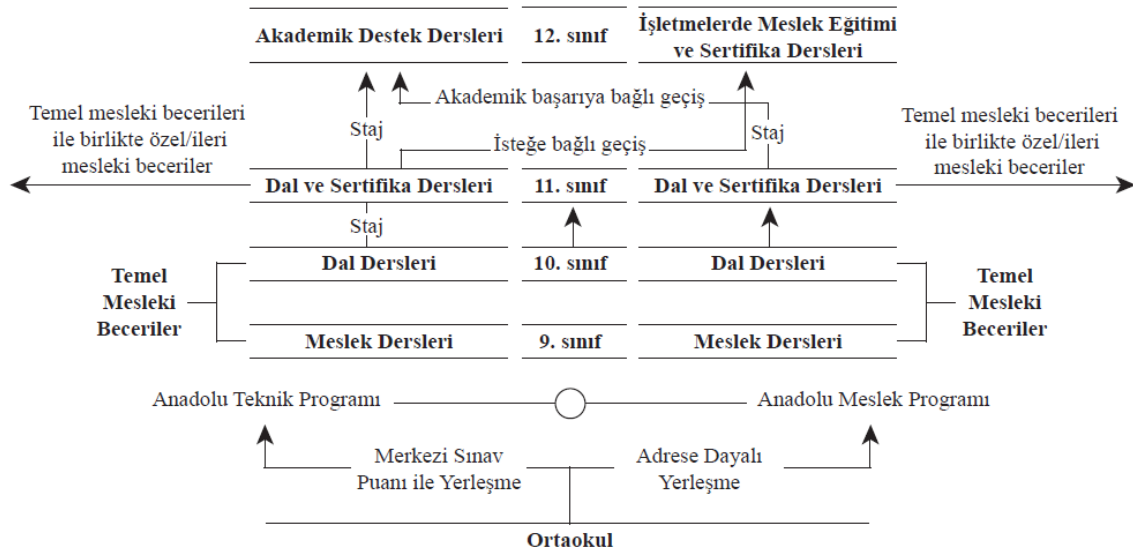 Akademik Destek Dersleri
12. sınıf
İşletmelerde Meslek Eğitimi
ve Sertifika Dersleri
Akademik başarıya bağlı geçiş
Temel mesleki becerileri
ile birlikte özel/ileri
mesleki beceriler
Staj
İsteğe bağlı geçiş
Staj
Temel mesleki becerileri
ile birlikte özel/ileri
mesleki beceriler
Dal ve Sertifika Dersleri
11. sınıf
Dal ve Sertifika Dersleri
Staj
Temel
Mesleki
Beceriler
Dal Dersleri
10. sınıf
Dal Dersleri
Temel
Mesleki
Beceriler
Meslek Dersleri
9. sınıf
Meslek Dersleri
Anadolu Teknik Programı
Anadolu Meslek Programı
Merkezi Sınav
Puanı ile Yerleşme
Adrese Dayalı
Yerleşme
Ortaokul